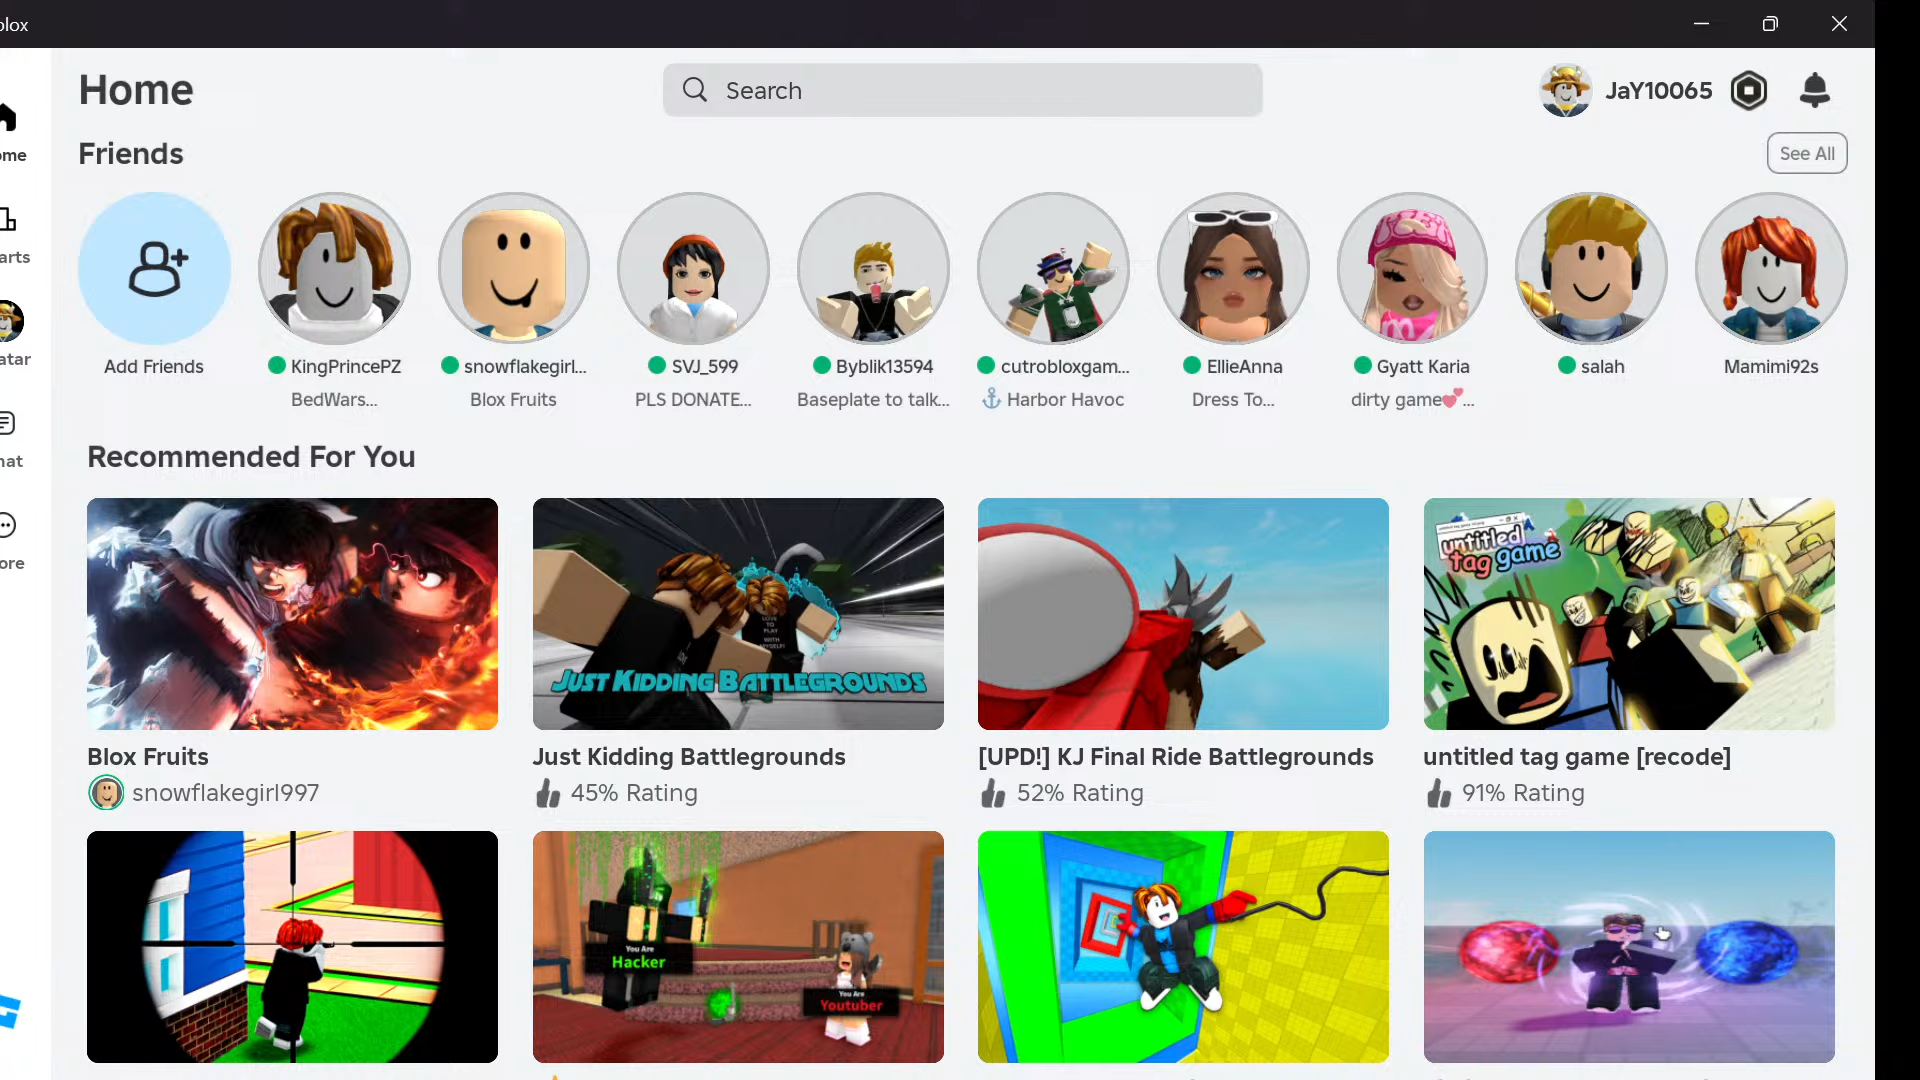 blox
Home
Search
JaY10065
Friends
See All
Add Friends
KingPrincePZ
snowflakegirl...
SVJ_599
Byblik13594
cutrobloxgam...
EllieAnna
Gyatt Karia
salah
Mamimi92s
BedWars...
Blox Fruits
PLS DONATE...
Baseplate to talk...
⚓ Harbor Havoc
Dress To...
dirty game💕...
ome
arts
atar
hat
ore
Recommended For You
JUST KIDDING BATTLEGROUNDS
untitled
tag game
Blox Fruits
Just Kidding Battlegrounds
[UPD!] KJ Final Ride Battlegrounds
untitled tag game [recode]
snowflakegirl997
45% Rating
52% Rating
91% Rating
You Are
Hacker
You Are
Youtuber